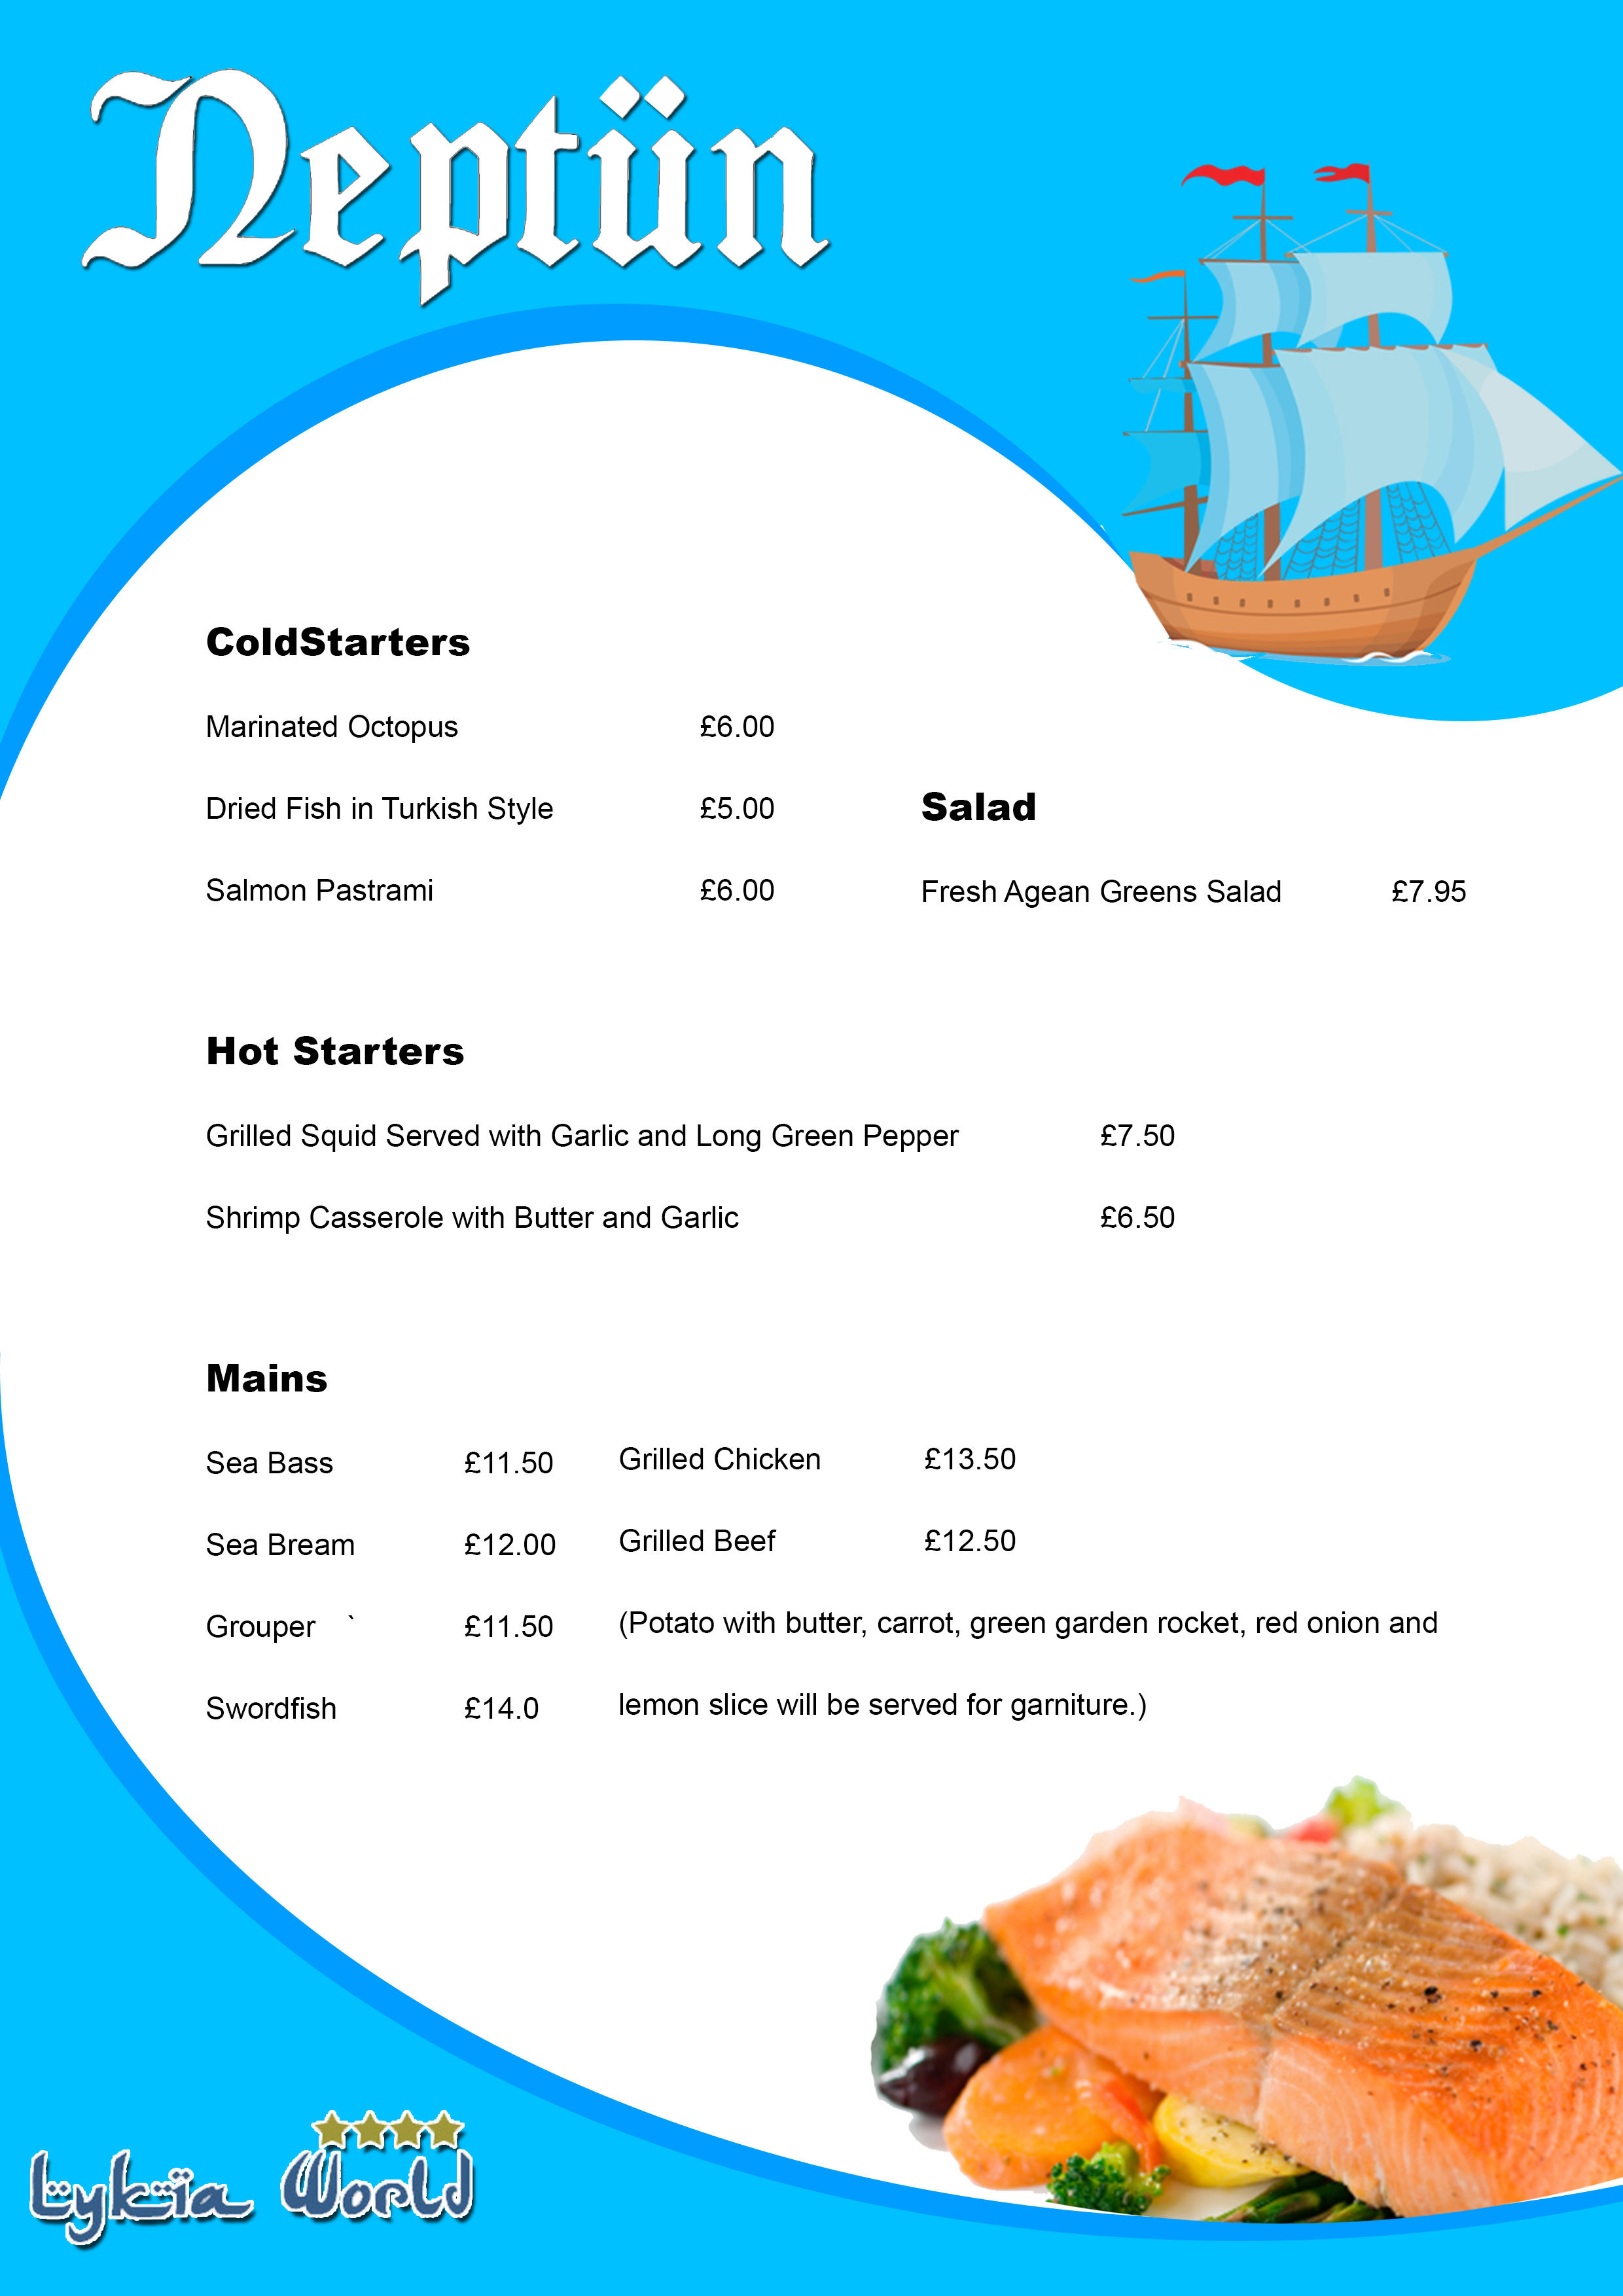 Neptün
ColdStarters
Marinated Octopus £6.00
Dried Fish in Turkish Style £5.00
Salmon Pastrami £6.00
Salad
Fresh Agean Greens Salad £7.95
Hot Starters
Grilled Squid Served with Garlic and Long Green Pepper £7.50
Shrimp Casserole with Butter and Garlic £6.50
Mains
Sea Bass £11.50
Sea Bream £12.00
Grouper ` £11.50
Swordfish £14.0
Grilled Chicken £13.50
Grilled Beef £12.50
(Potato with butter, carrot, green garden rocket, red onion and
lemon slice will be served for garniture.)
Lykia World